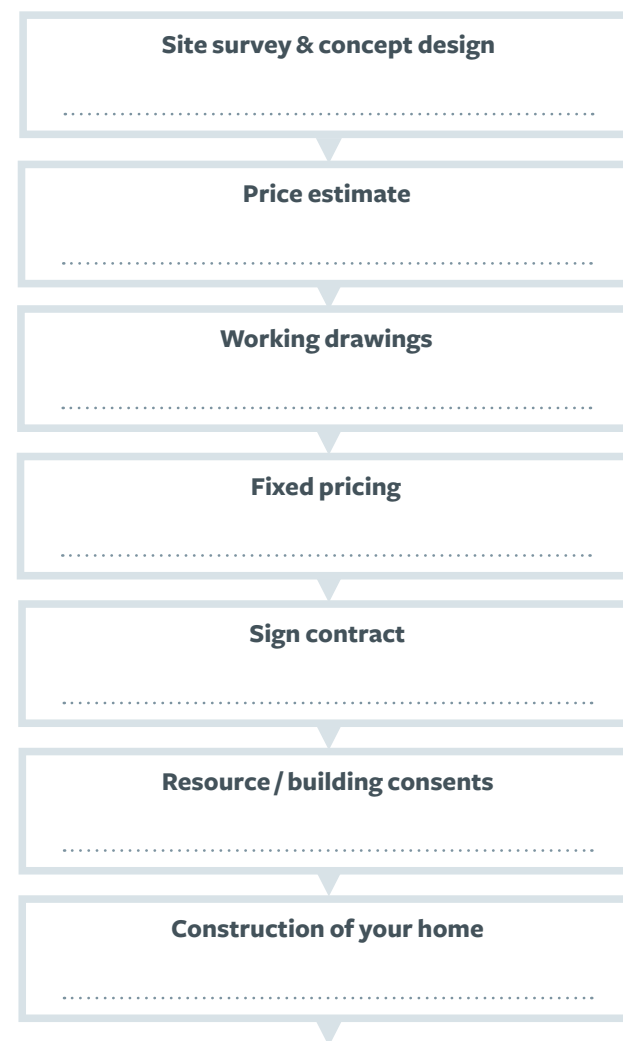 Site survey & concept design
Price estimate
Working drawings
Fixed pricing
Sign contract
Resource / building consents
Construction of your home